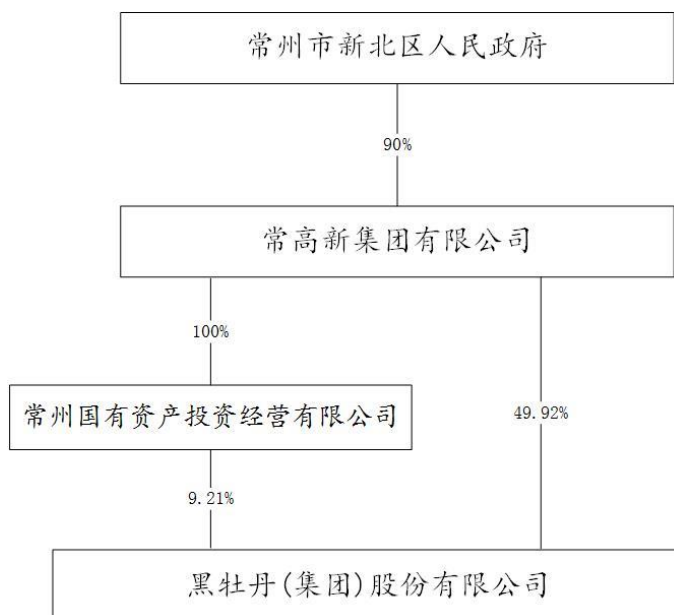 常州市新北区人民政府
90%
常高新集团有限公司
100%
常州国有资产投资经营有限公司
49.92%
9.21%
黑牡丹(集团)股份有限公司